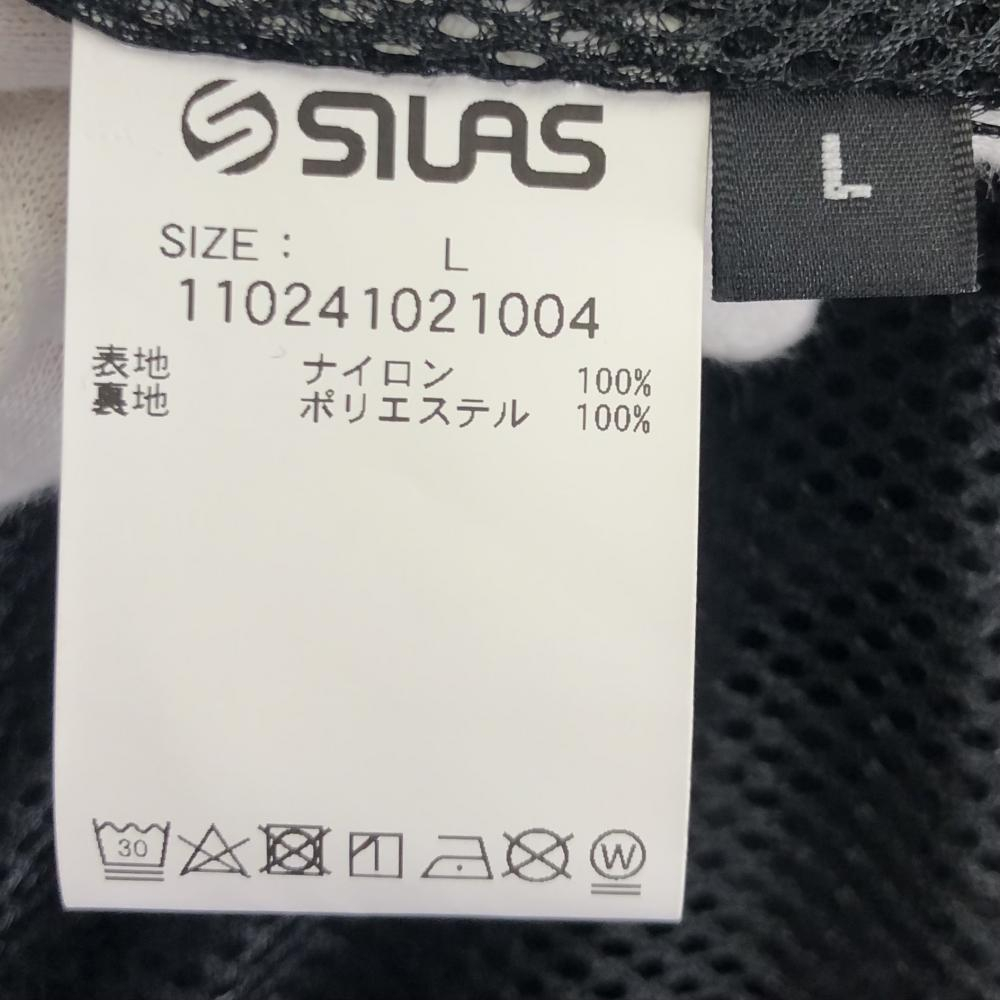 SILAS
L
SIZE : L
110241021004
表地 ナイロン 100%
裏地 ポリエステル 100%
30
W